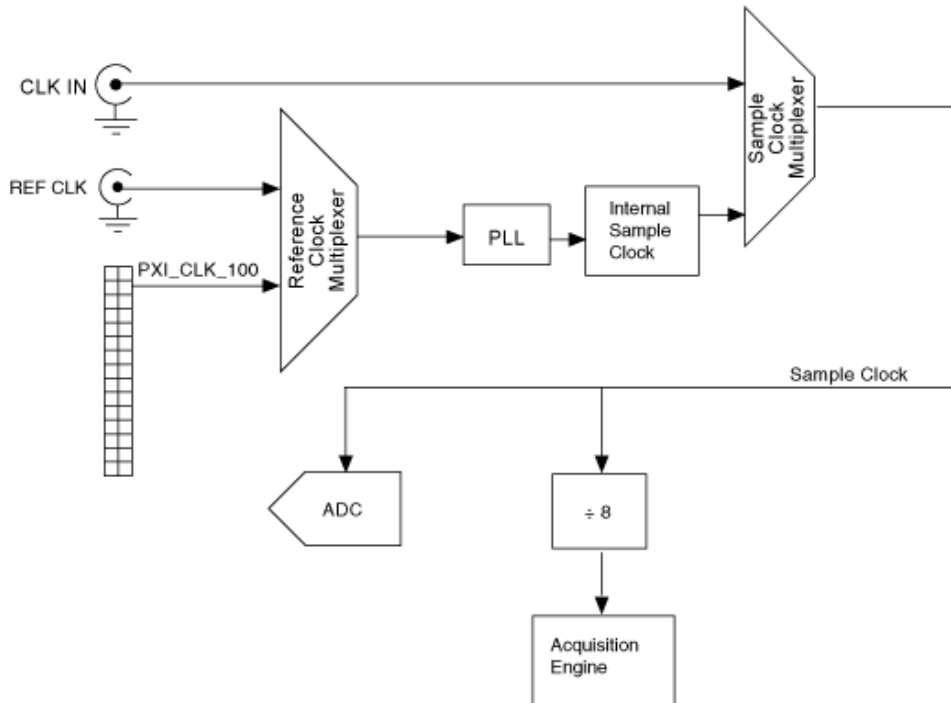 CLK IN
REF CLK
PXI_CLK_100
Reference
Clock
Multiplexer
PLL
Internal
Sample
Clock
Sample
Clock
Multiplexer
Sample Clock
ADC
÷ 8
Acquisition
Engine